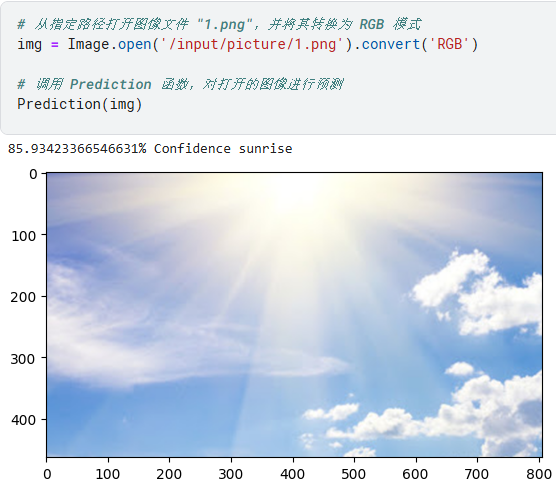 # 从指定路径打开图像文件 "1.png"，并将其转换为 RGB 模式
img = Image.open('/input/picture/1.png').convert('RGB')
# 调用 Prediction 函数，对打开的图像进行预测
Prediction(img)
85.93423366546631% Confidence sunrise
0
100
200
300
400
0 100 200 300 400 500 600 700 800